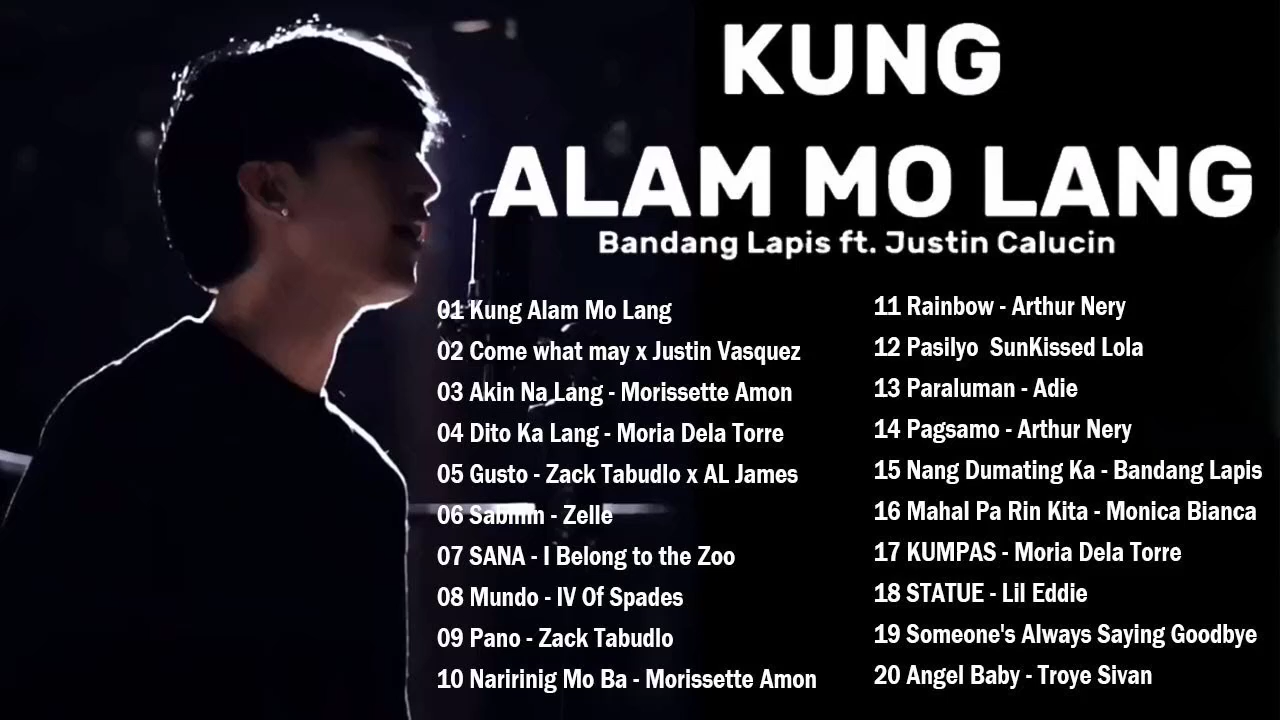 KUNG
ALAM MO LANG
Bandang Lapis ft. Justin Calucin
01 Kung Alam Mo Lang
02 Come what may x Justin Vasquez
03 Akin Na Lang - Morissette Amon
04 Dito Ka Lang - Moria Dela Torre
05 Gusto - Zack Tabudlo x AL James
06 Sabihin - Zelle
07 SANA - I Belong to the Zoo
08 Mundo - IV Of Spades
09 Pano - Zack Tabudlo
10 Naririnig Mo Ba - Morissette Amon
11 Rainbow - Arthur Nery
12 Pasilyo SunKissed Lola
13 Paraluman - Adie
14 Pagsamo - Arthur Nery
15 Nang Dumating Ka - Bandang Lapis
16 Mahal Pa Rin Kita - Monica Bianca
17 KUMPAS - Moria Dela Torre
18 STATUE - Lil Eddie
19 Someone's Always Saying Goodbye
20 Angel Baby - Troye Sivan